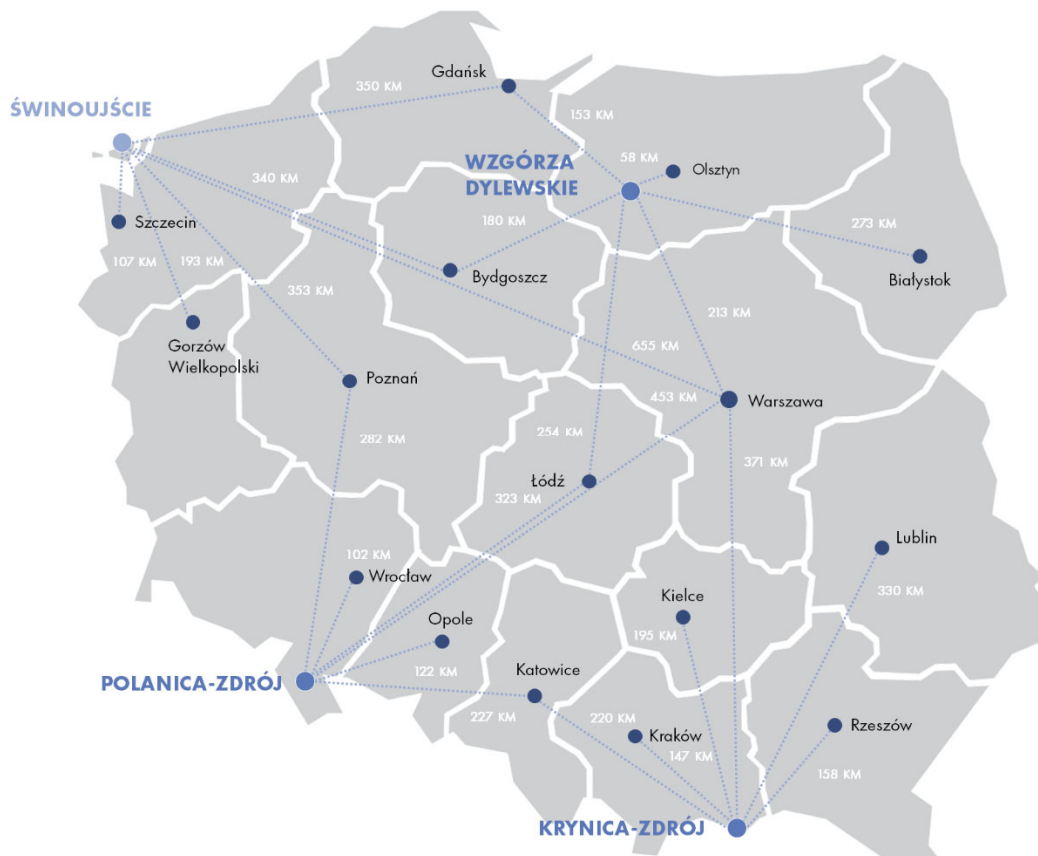 Gdańsk
350 KM
ŚWINOUJŚCIE
153 KM
WZGÓRZA
DYLEWSKIE
58 KM
Olsztyn
340 KM
Szczecin
180 KM
273 KM
107 KM
193 KM
Bydgoszcz
Białystok
353 KM
213 KM
Gorzów
Wielkopolski
655 KM
Poznań
453 KM
Warszawa
282 KM
254 KM
371 KM
Łódź
323 KM
Lublin
102 KM
Wrocław
330 KM
Kielce
Opole
195 KM
POLANICA-ZDRÓJ
122 KM
Katowice
227 KM
220 KM
Kraków
Rzeszów
147 KM
158 KM
KRYNICA-ZDRÓJ